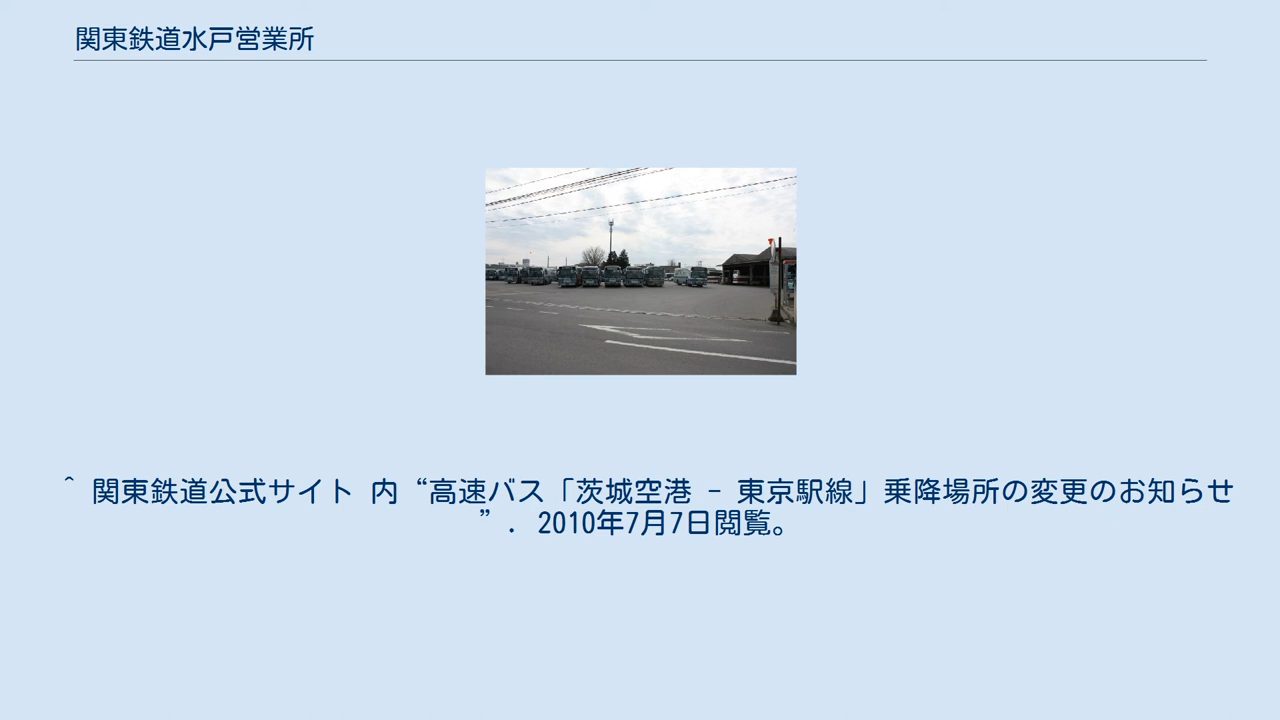 関東鉄道水戸営業所
^ 関東鉄道公式サイト 内“高速バス「茨城空港 - 東京駅線」乗降場所の変更のお知らせ
”. 2010年7月7日閲覧。